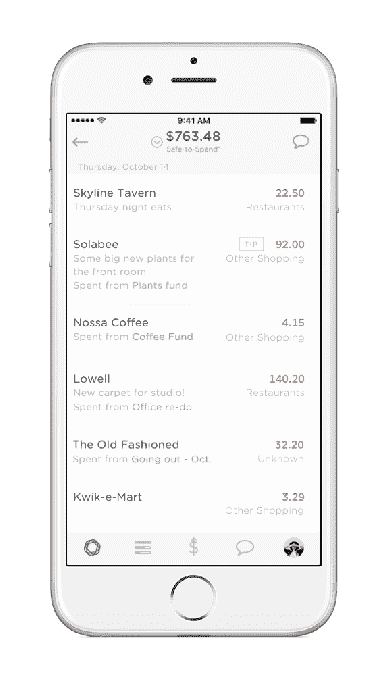 9:41 AM
$763.48
Safe-to-Spend*
Thursday, October 14
Skyline Tavern 22.50
Thursday night eats Restaurants
Solabee TIP 92.00
Some big new plants for Other Shopping
the front room
Spent from Plants fund
Nossa Coffee 4.15
Spent from Coffee Fund Other Shopping
Lowell 140.20
New carpet for studio! Restaurants
Spent from Office re-do
The Old Fashioned 32.20
Spent from Going out - Oct. Unknown
Kwik-e-Mart 3.29
Other Shopping
$